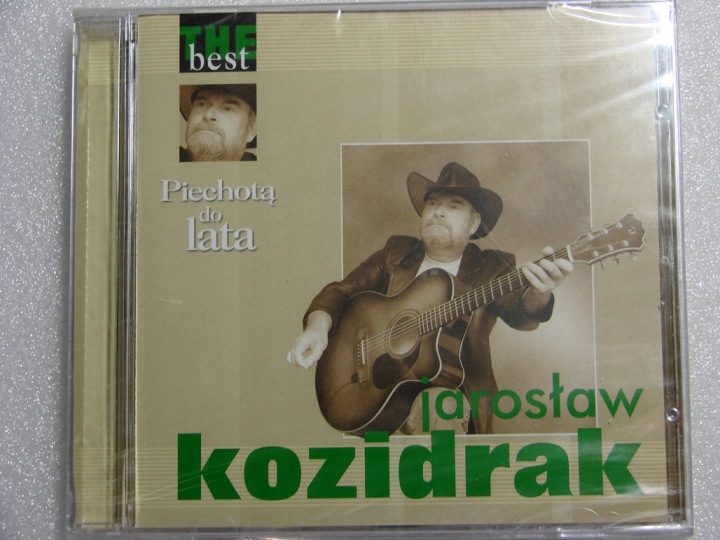 THE
best
Piechotą
do
lata
jarosław
kozidrak